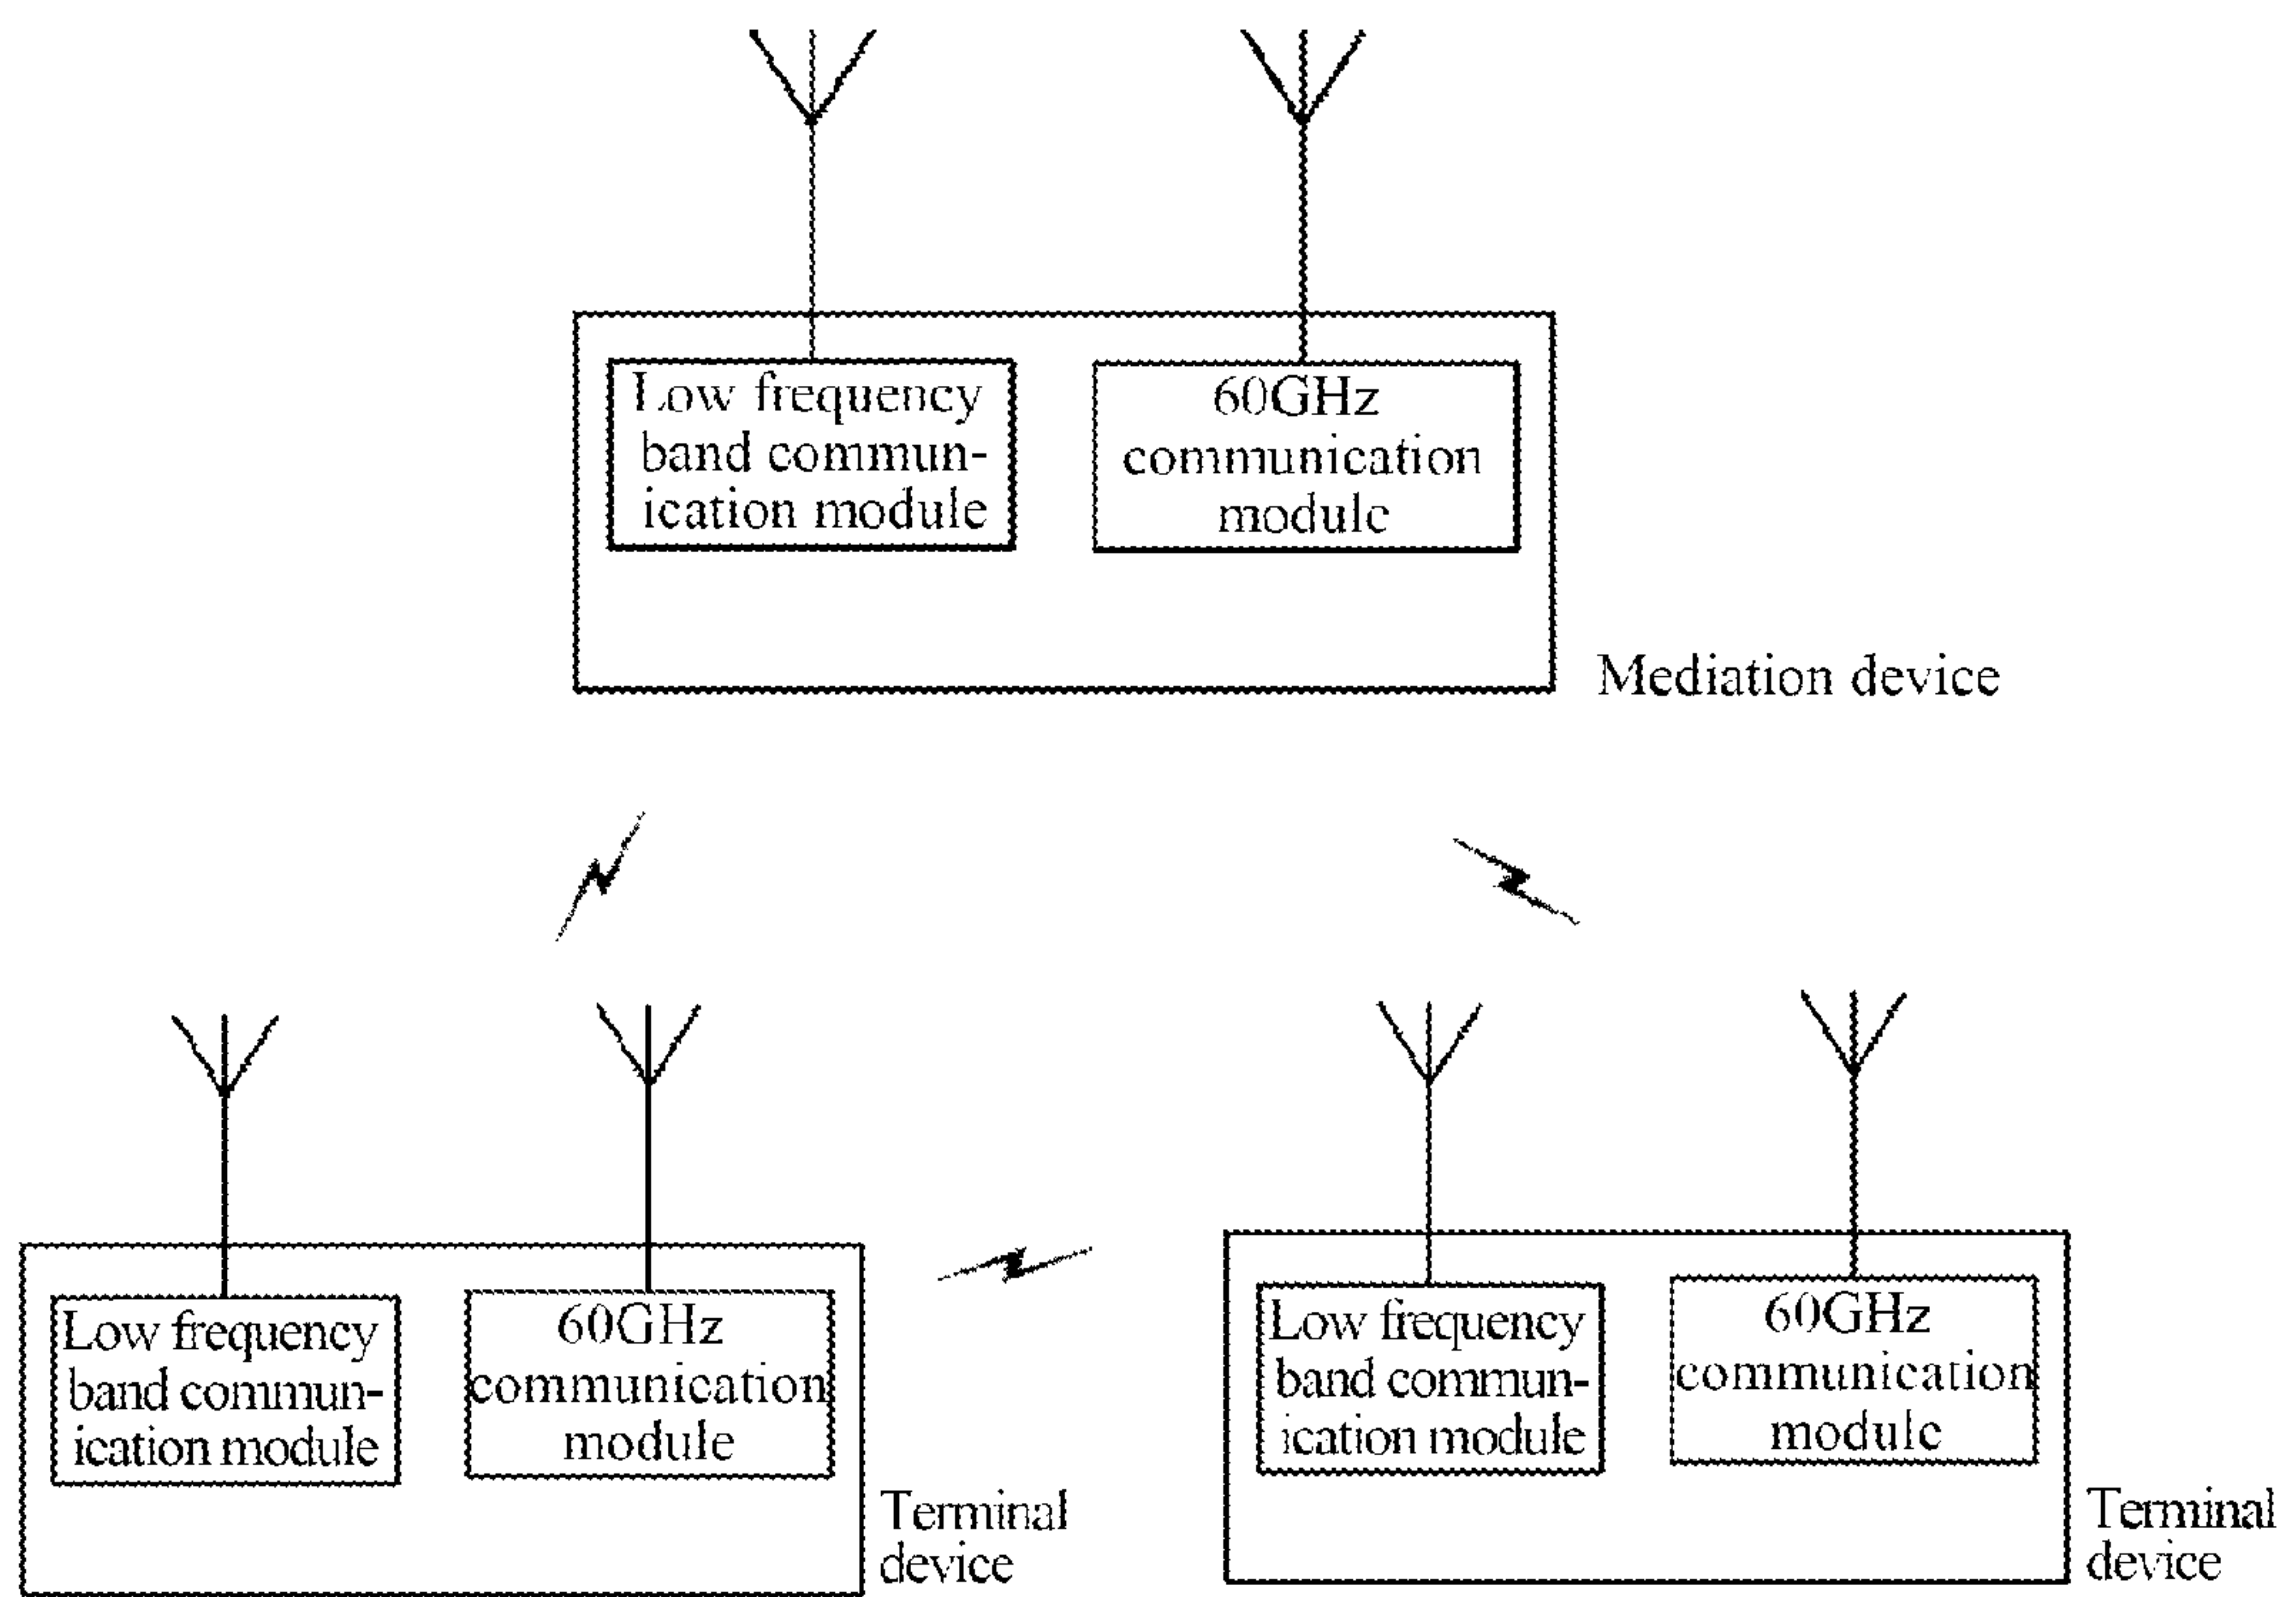 Low frequency
band commun-
ication module
60GHz
communication
module
Mediation device
Low frequency
band commun-
ication module
60GHz
communication
module
Terminal
device
Low frequency
band commun-
ication module
60GHz
communication
module
Terminal
device